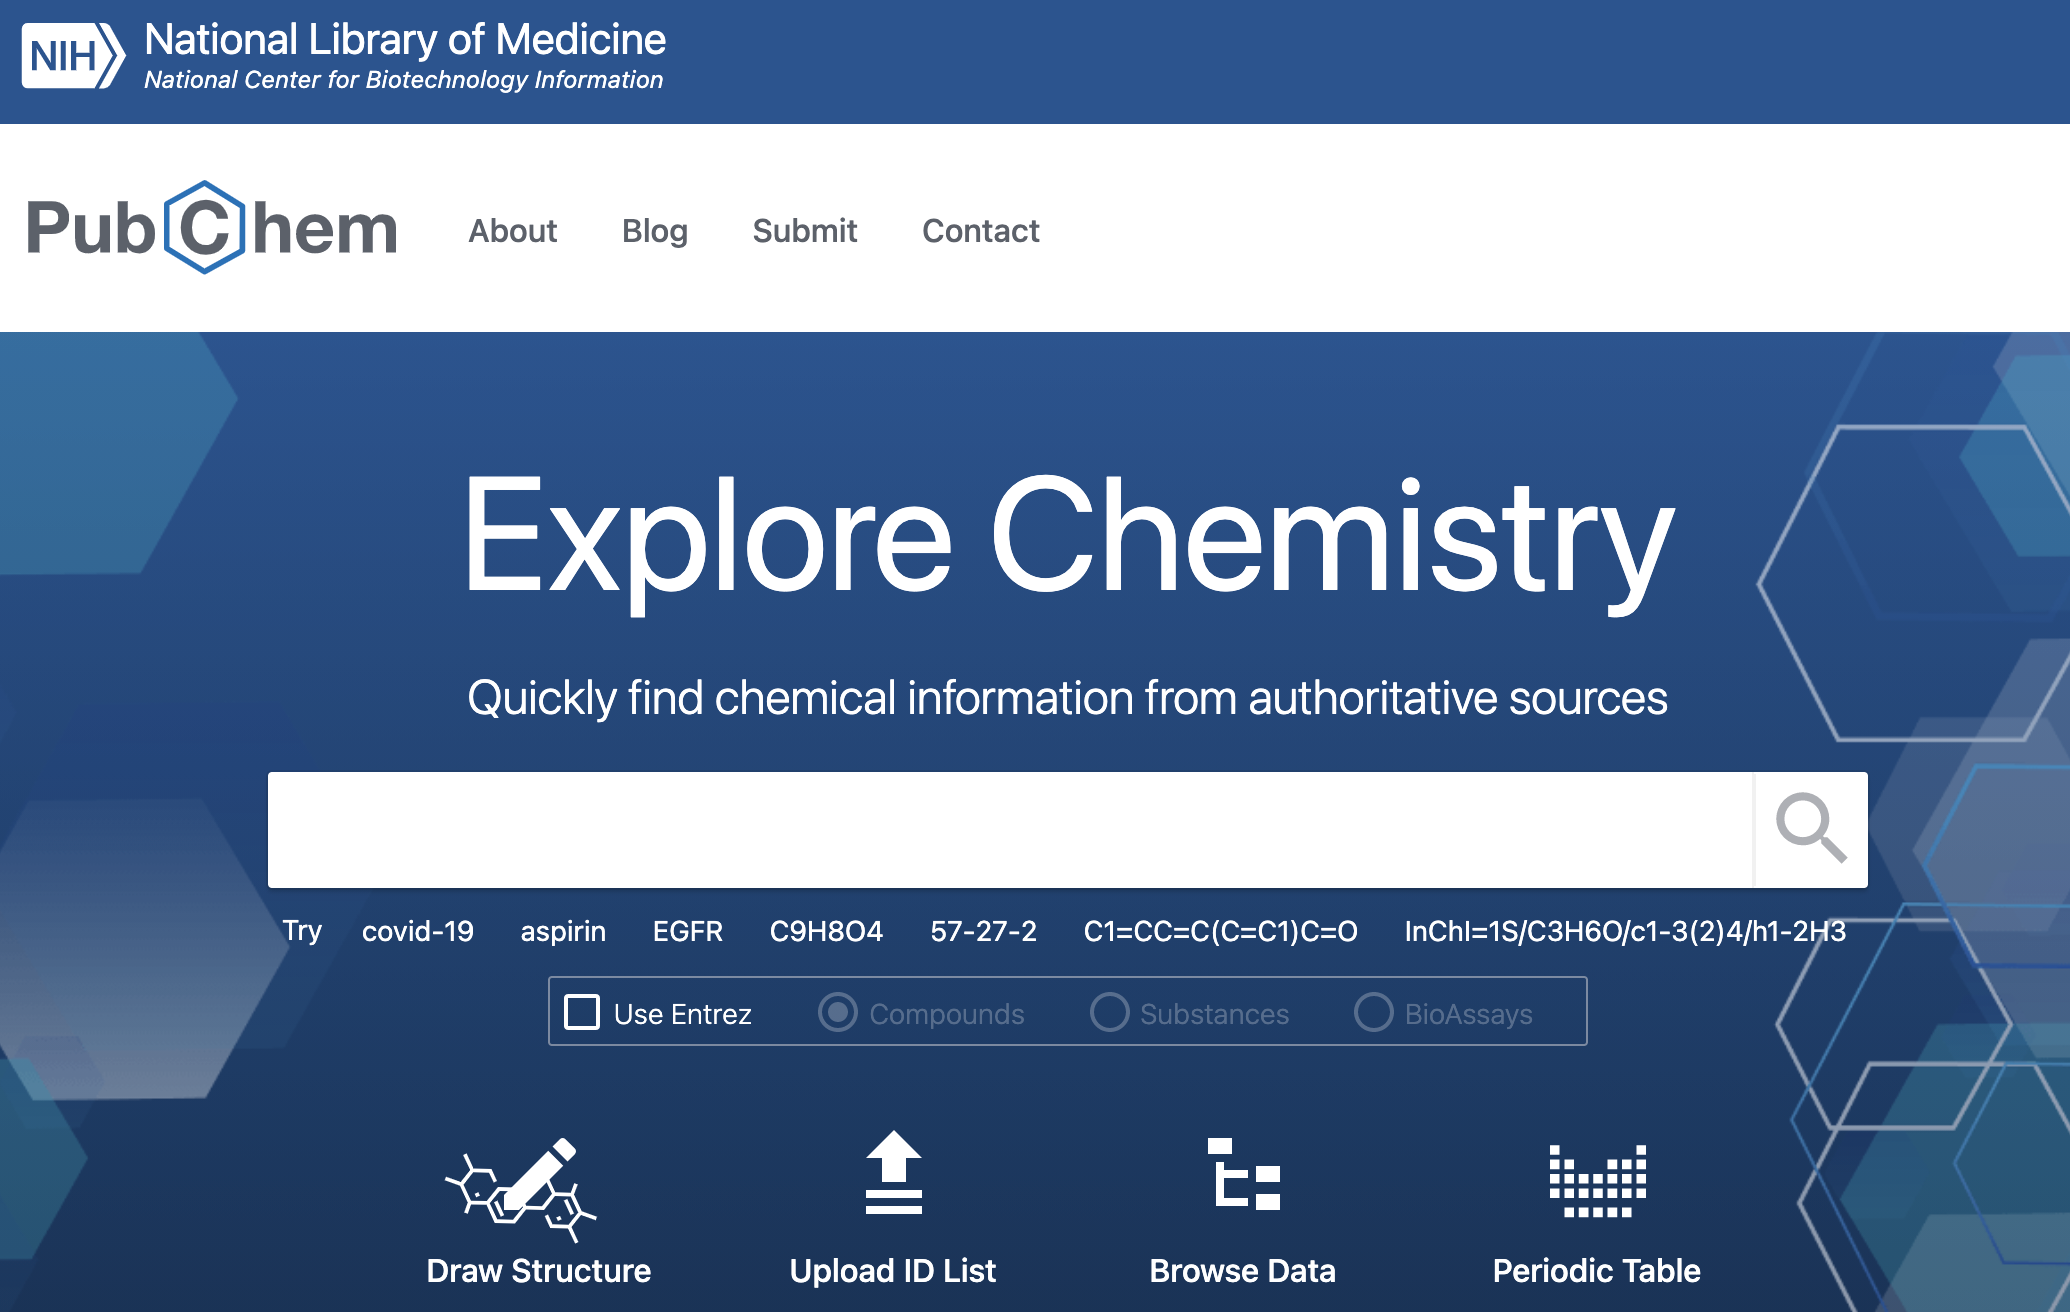 NIH
National Library of Medicine
National Center for Biotechnology Information
PubChem About Blog Submit Contact
Explore Chemistry
Quickly find chemical information from authoritative sources
Try covid-19 aspirin EGFR C9H8O4 57-27-2 C1=CC=C(C=C1)C=O InChI=1S/C3H6O/c1-3(2)4/h1-2H3
Use Entrez Compounds Substances BioAssays
Draw Structure Upload ID List Browse Data Periodic Table